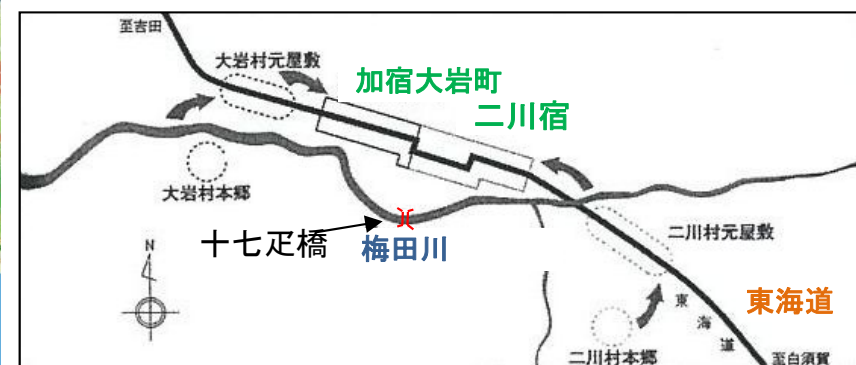 至吉田
大岩村元屋敷
加宿大岩町
二川宿
大岩村本郷
十七疋橋
梅田川
二川村元屋敷
N
東海道
東海道
二川村本郷
至白須賀